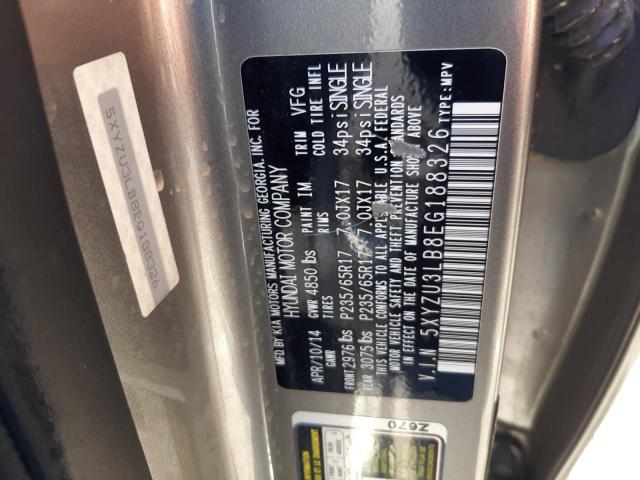 5XYZU3LB8EG188326
MFD BY KIA MOTORS MANUFACTURING GEORGIA, INC. FOR
HYUNDAI MOTOR COMPANY
APR/10/14 GVWR 4850 lbs PAINT IM TRIM VFG
GAWR TIRES RIMS COLD TIRE INFL
FRONT 2976 lbs P235/65R17 7.0JX17 34psi SINGLE
REAR 3075 lbs P235/65R17 7.0JX17 34psi SINGLE
THIS VEHICLE CONFORMS TO ALL APPLICABLE U.S.A. FEDERAL
MOTOR VEHICLE SAFETY AND THEFT PREVENTION STANDARDS
IN EFFECT ON THE DATE OF MANUFACTURE SHOWN ABOVE
V.I.N 5XYZU3LB8EG188326 TYPE:MPV
Z670